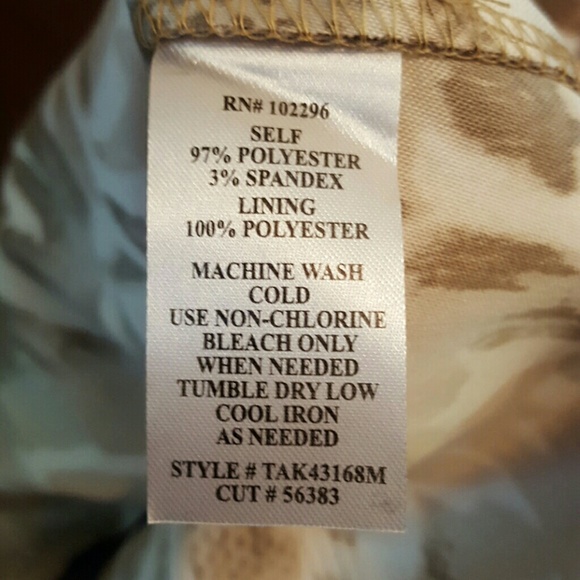 RN# 102296
SELF
97% POLYESTER
3% SPANDEX
LINING
100% POLYESTER
MACHINE WASH
COLD
USE NON-CHLORINE
BLEACH ONLY
WHEN NEEDED
TUMBLE DRY LOW
COOL IRON
AS NEEDED
STYLE # TAK43168M
CUT # 56383